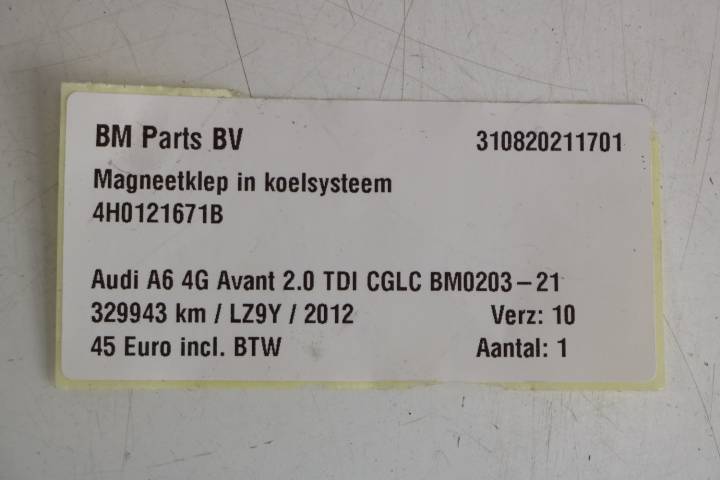 BM Parts BV 310820211701
Magneetklep in koelsysteem
4H0121671B
Audi A6 4G Avant 2.0 TDI CGLC BM0203-21
329943 km / LZ9Y / 2012 Verz: 10
45 Euro incl. BTW Aantal: 1